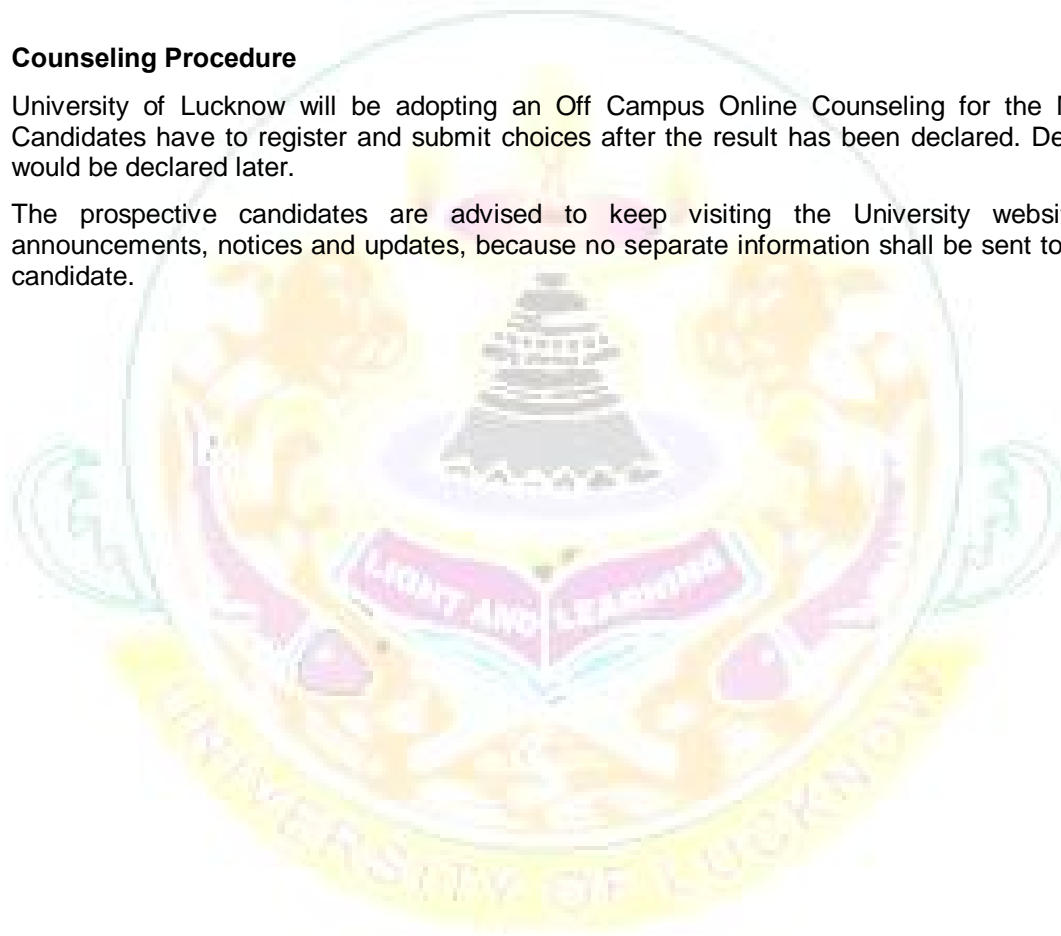 Counseling Procedure
University of Lucknow will be adopting an Off Campus Online Counseling for the
Candidates have to register and submit choices after the result has been declared.
would be declared later.
The prospective candidates are advised to keep visiting the University
announcements, notices and updates, because no separate information shall be sent to
candidate.
LIGHT AND LEARNING
UNIVERSITY OF LUCKNOW